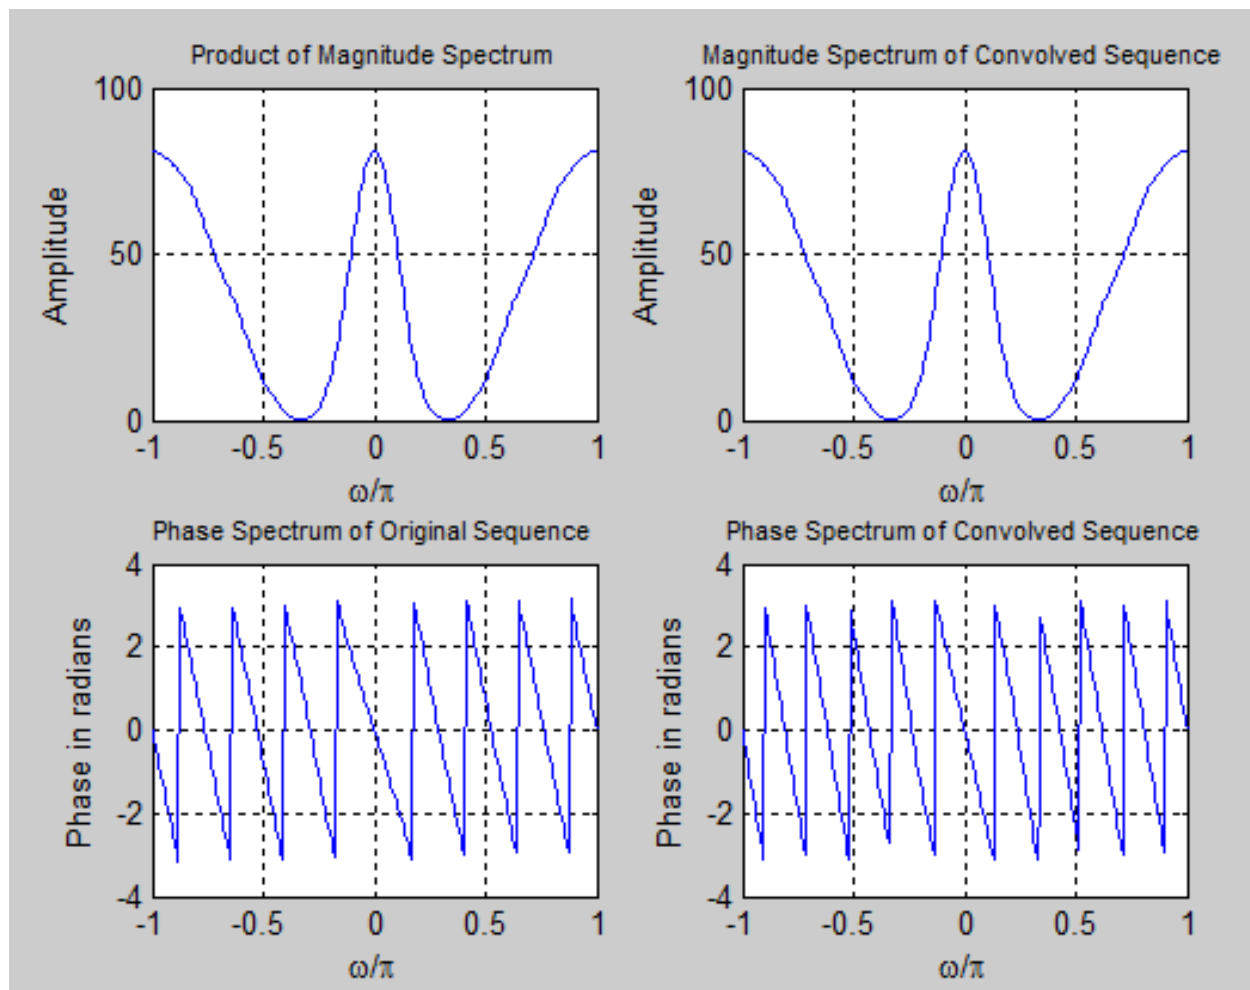 Product of Magnitude Spectrum
100
50
0
Amplitude
-1 -0.5 0 0.5 1
ω/π
Magnitude Spectrum of Convolved Sequence
100
50
0
Amplitude
-1 -0.5 0 0.5 1
ω/π
Phase Spectrum of Original Sequence
4
2
0
-2
-4
Phase in radians
-1 -0.5 0 0.5 1
ω/π
Phase Spectrum of Convolved Sequence
4
2
0
-2
-4
Phase in radians
-1 -0.5 0 0.5 1
ω/π